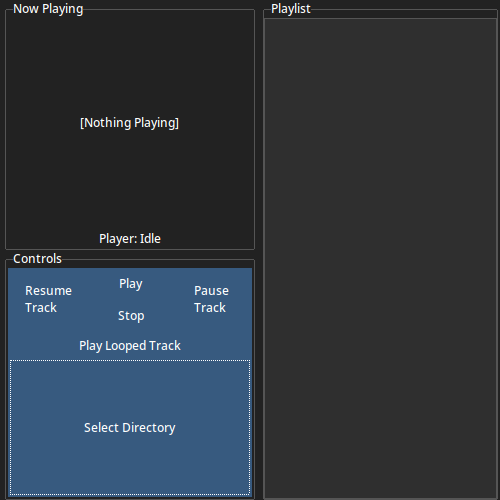 Now Playing
Playlist
[Nothing Playing]
Player: Idle
Controls
Resume
Track
Play
Stop
Pause
Track
Play Looped Track
Select Directory